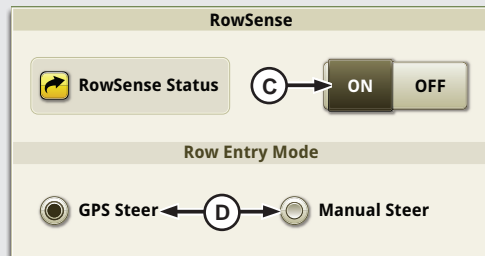 RowSense
RowSense Status C ON OFF
Row Entry Mode
GPS Steer D Manual Steer